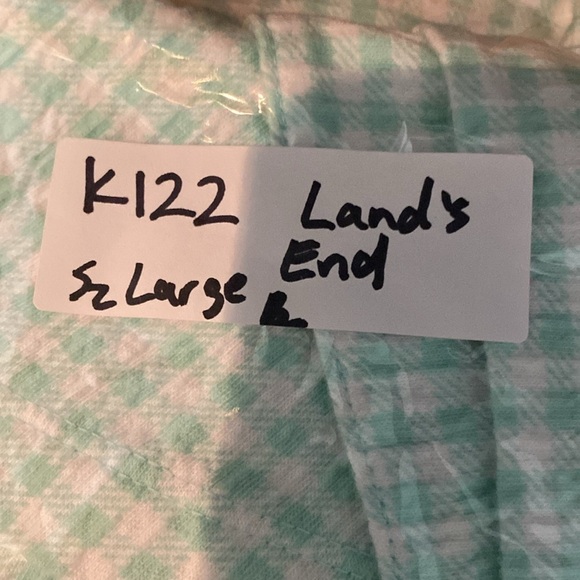 K122 Land's
End
Sz Large